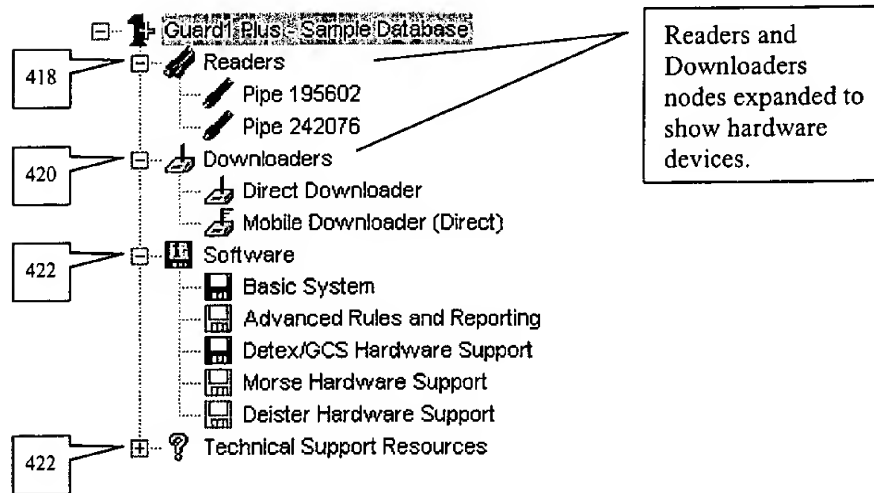 Guard1 Plus - Sample Database
418
Readers
Pipe 195602
Pipe 242076
420
Downloaders
Direct Downloader
Mobile Downloader (Direct)
422
Software
Basic System
Advanced Rules and Reporting
Detex/GCS Hardware Support
Morse Hardware Support
Deister Hardware Support
422
Technical Support Resources
Readers and
Downloaders
nodes expanded to
show hardware
devices.